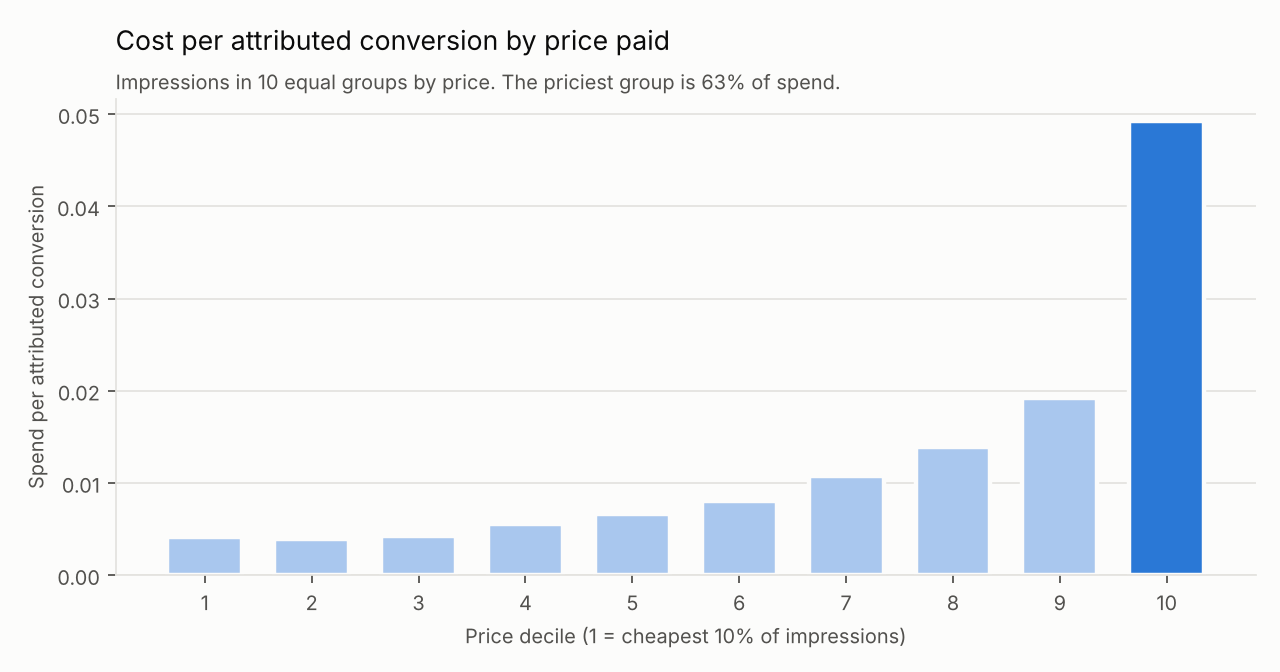 Cost per attributed conversion by price paid
Impressions in 10 equal groups by price. The priciest group is 63% of spend.
Spend per attributed conversion
0.05
0.04
0.03
0.02
0.01
0.00
1 2 3 4 5 6 7 8 9 10
Price decile (1 = cheapest 10% of impressions)